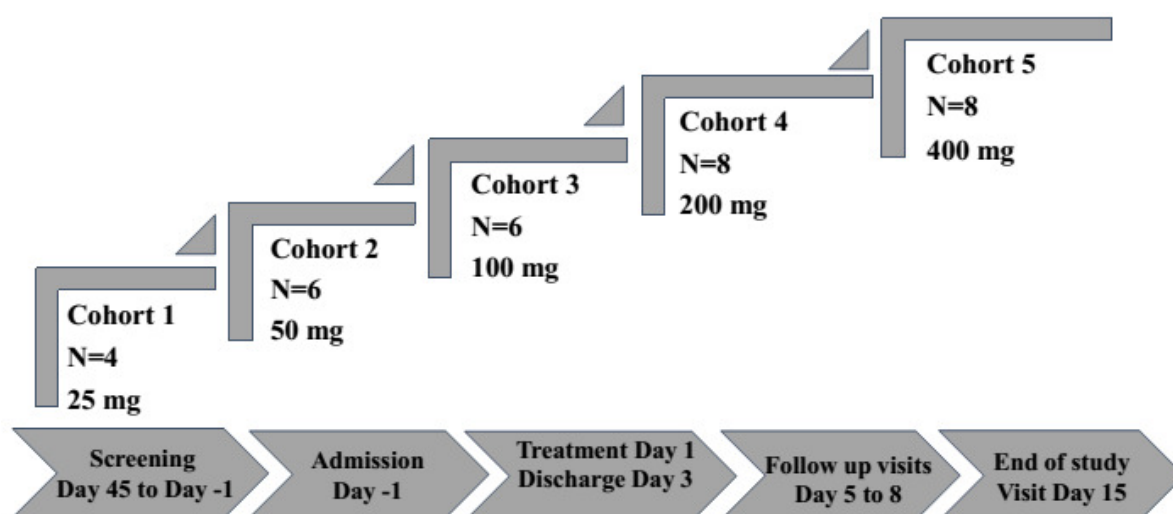 Cohort 1
N=4
25 mg
Cohort 2
N=6
50 mg
Cohort 3
N=6
100 mg
Cohort 4
N=8
200 mg
Cohort 5
N=8
400 mg
Screening
Day 45 to Day -1
Admission
Day -1
Treatment Day 1
Discharge Day 3
Follow up visits
Day 5 to 8
End of study
Visit Day 15